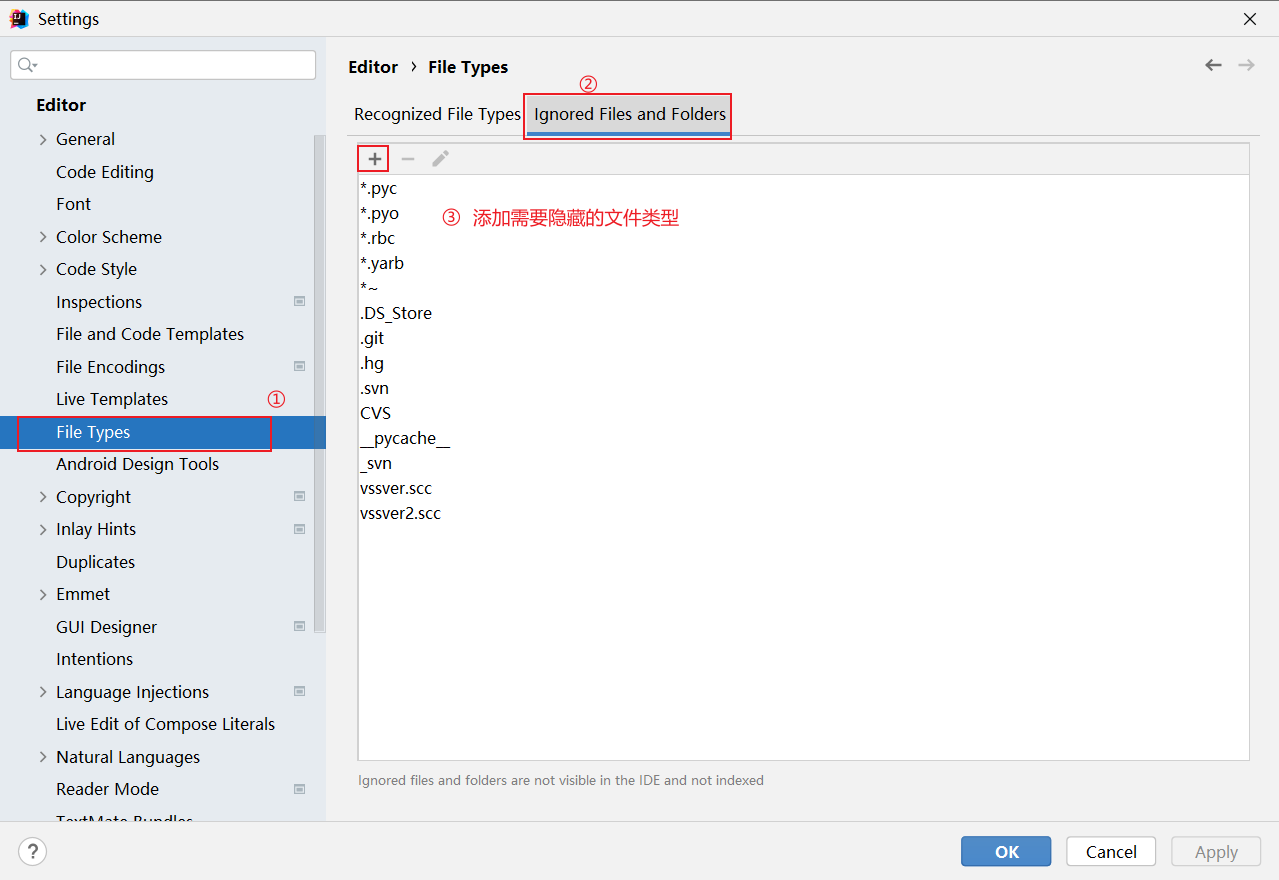 Settings
Editor
General
Code Editing
Font
Color Scheme
Code Style
Inspections
File and Code Templates
File Encodings
Live Templates
①
File Types
Android Design Tools
Copyright
Inlay Hints
Duplicates
Emmet
GUI Designer
Intentions
Language Injections
Live Edit of Compose Literals
Natural Languages
Reader Mode
TextMate Bundles
Editor › File Types
②
Recognized File Types Ignored Files and Folders
*.pyc
*.pyo
③ 添加需要隐藏的文件类型
*.rbc
*.yarb
*~
.DS_Store
.git
.hg
.svn
CVS
__pycache__
_svn
vssver.scc
vssver2.scc
Ignored files and folders are not visible in the IDE and not indexed
? OK Cancel Apply